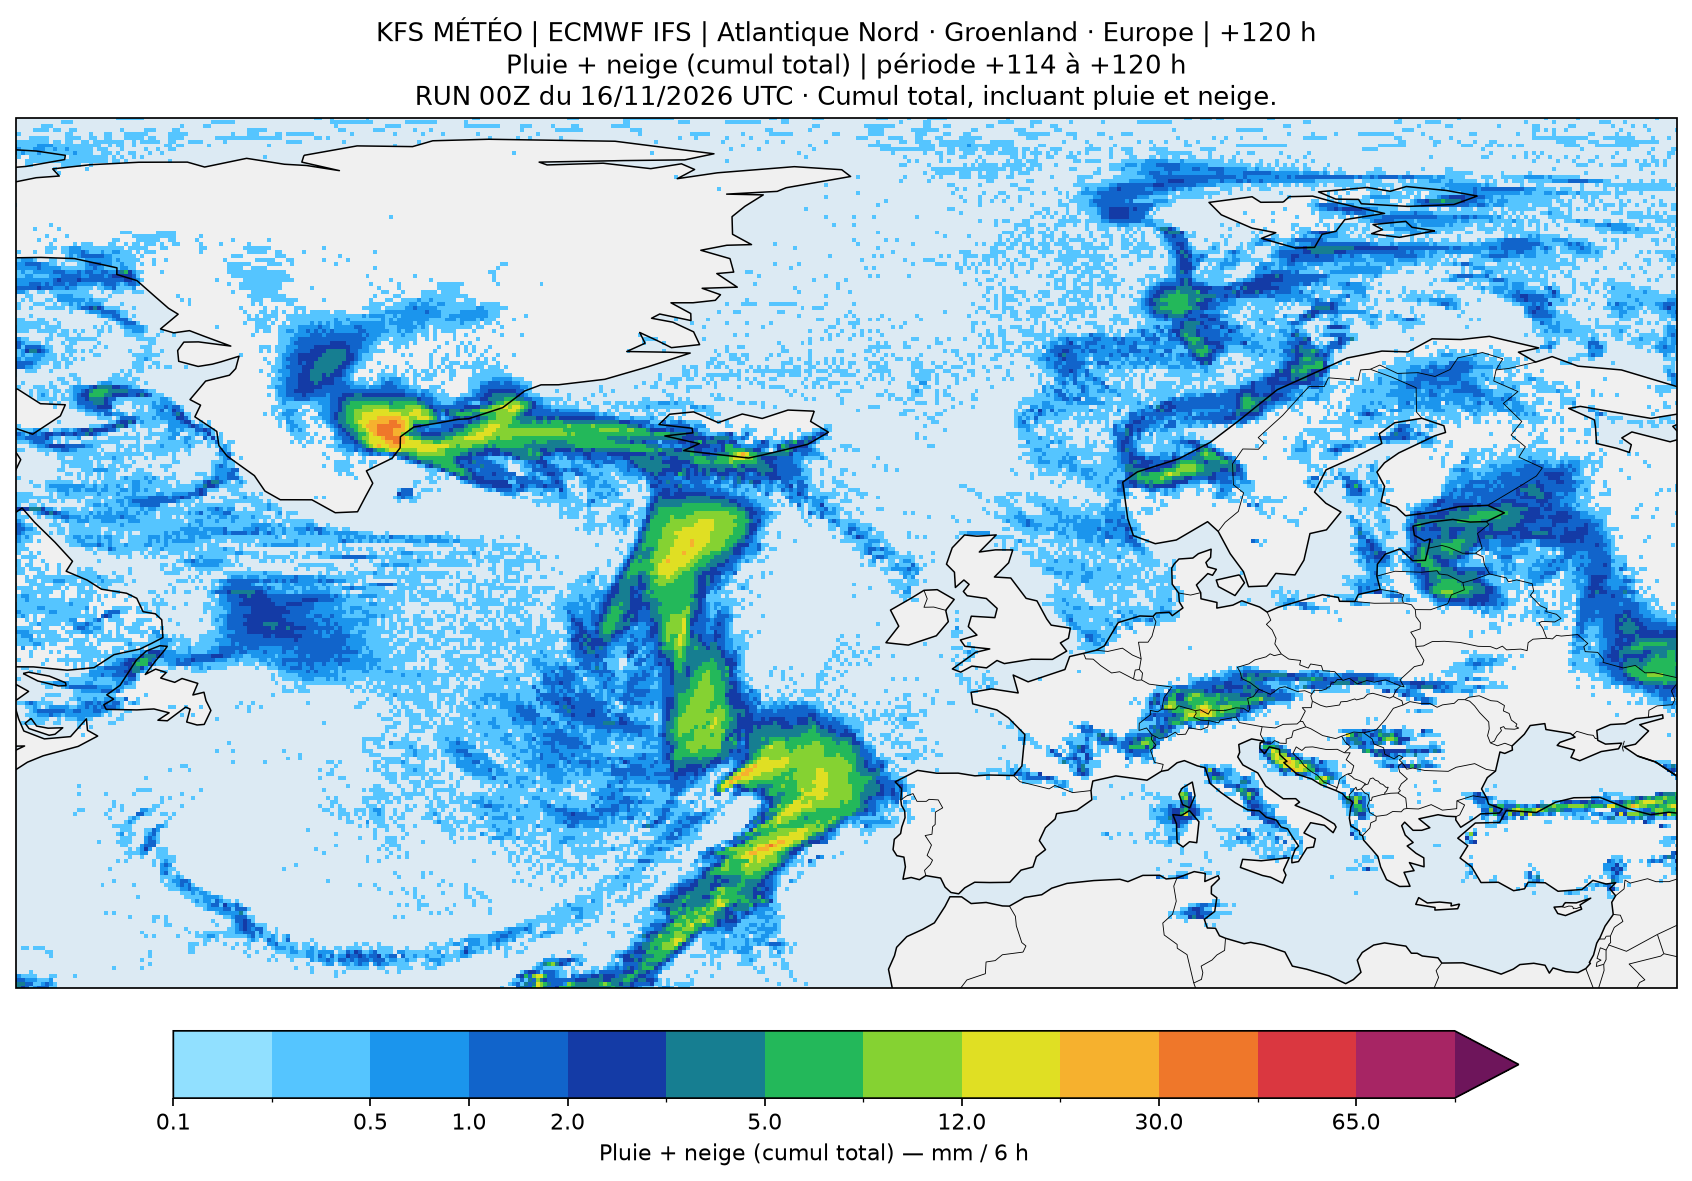 KFS MÉTÉO | ECMWF IFS | Atlantique Nord · Groenland · Europe | +120 h
Pluie + neige (cumul total) | période +114 à +120 h
RUN 00Z du 16/11/2026 UTC · Cumul total, incluant pluie et neige.
0.1 0.5 1.0 2.0 5.0 12.0 30.0 65.0
Pluie + neige (cumul total) — mm / 6 h